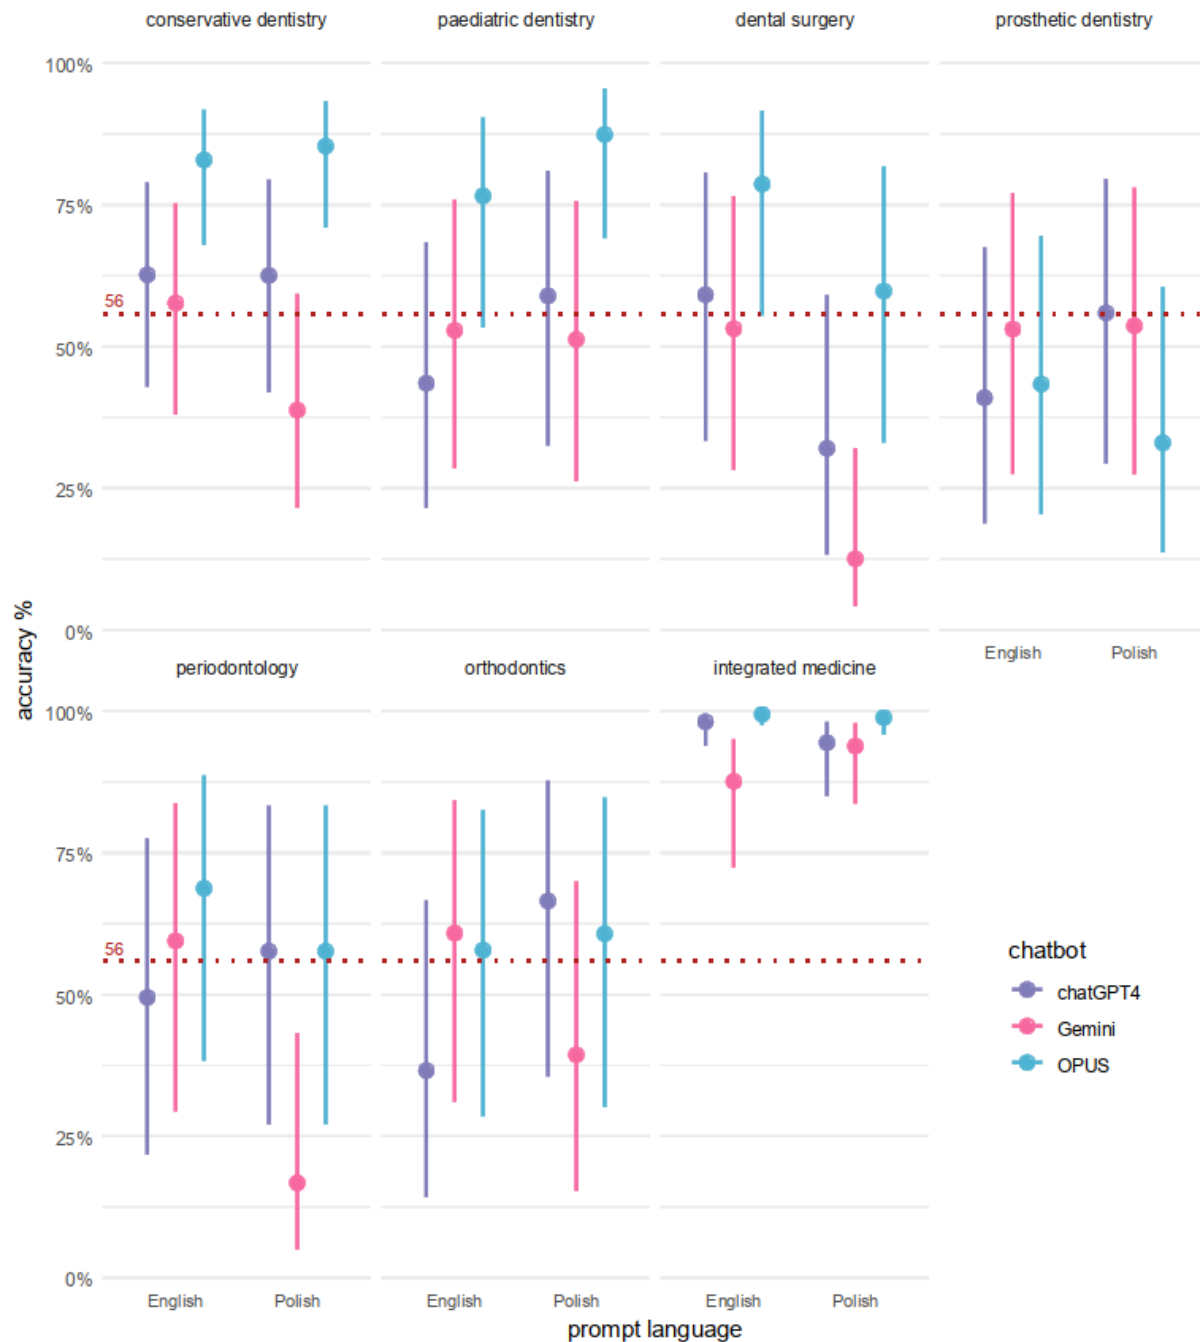 conservative dentistry
paediatric dentistry
dental surgery
prosthetic dentistry
100%
75%
56
50%
25%
0%
accuracy %
English
Polish
periodontology
orthodontics
integrated medicine
100%
75%
56
50%
25%
0%
English
Polish
English
Polish
English
Polish
prompt language
chatbot
chatGPT4
Gemini
OPUS